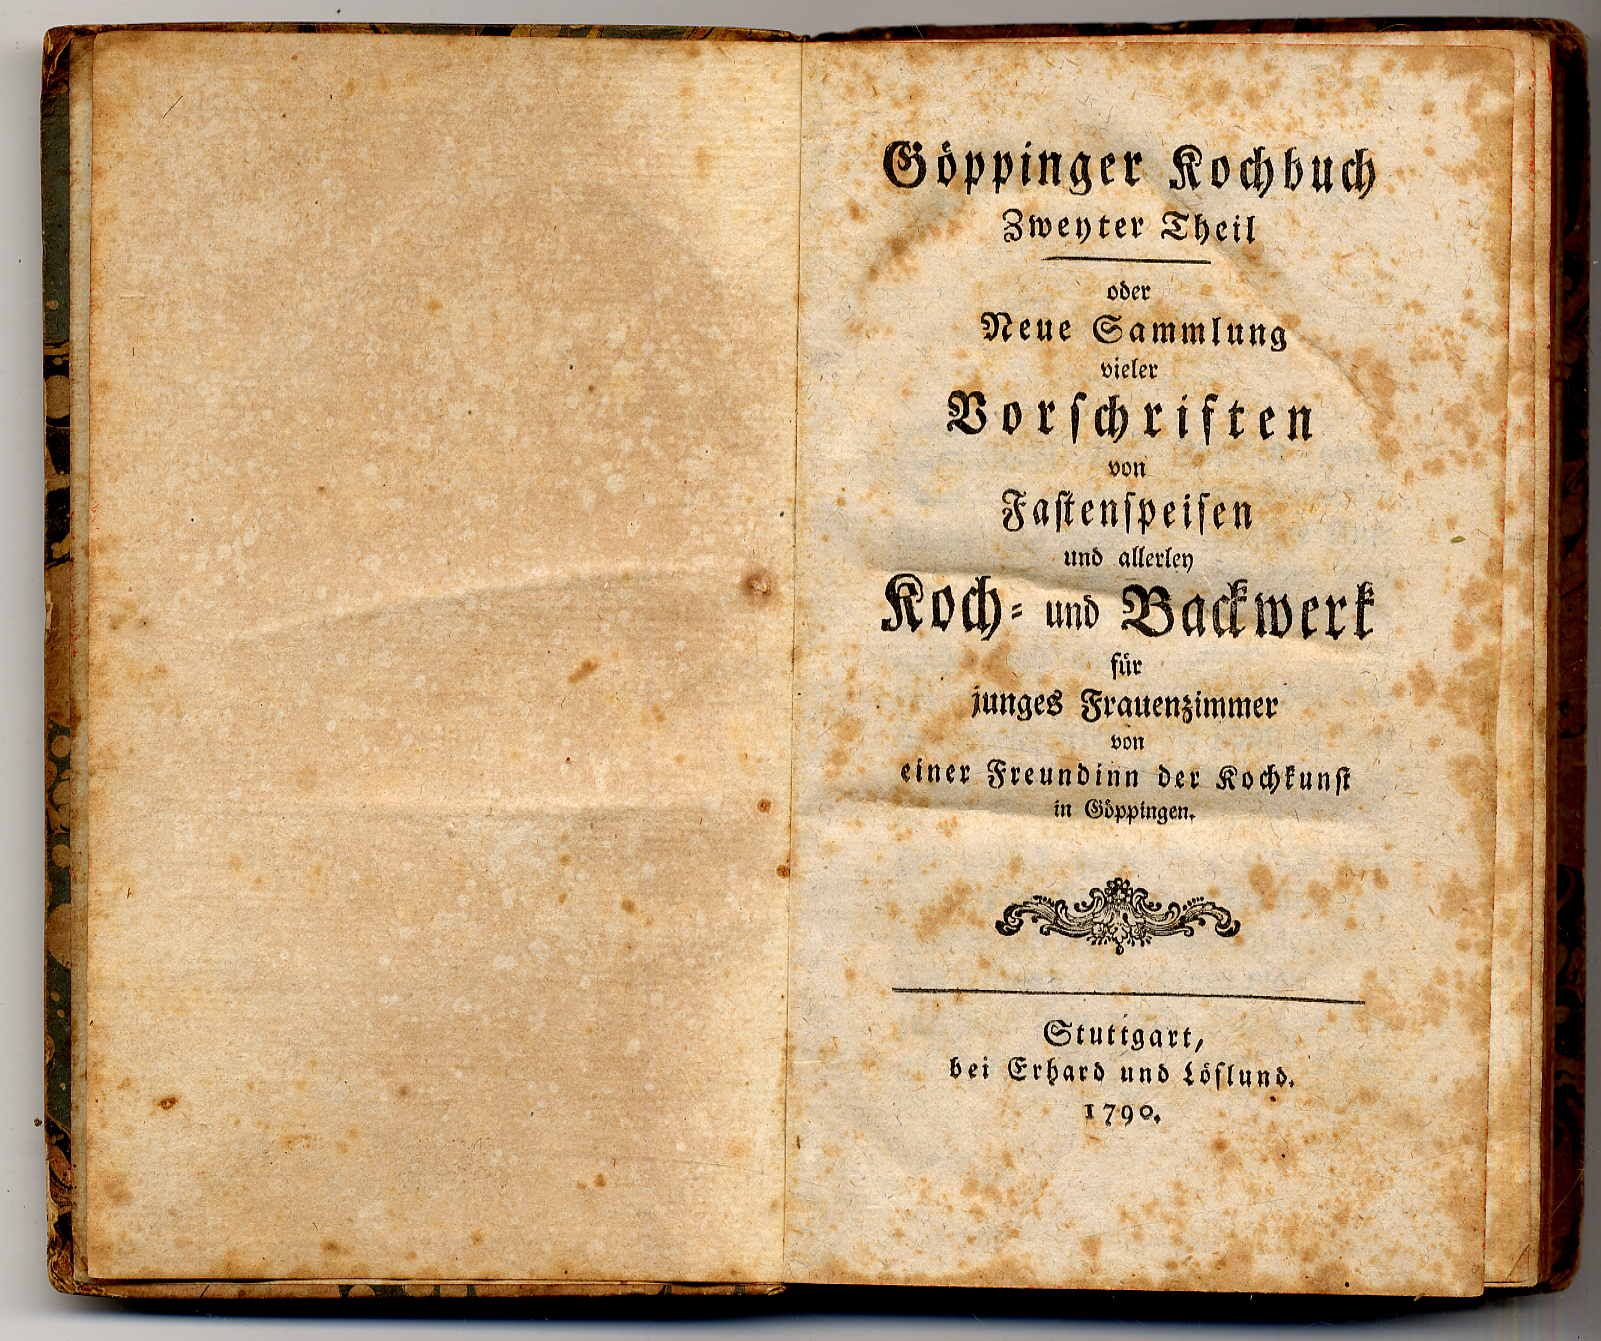 Göppinger Kochbuch
Zweyter Theil
oder
Neue Sammlung
vieler
Vorſchriften
von
Faſtenſpeiſen
und allerley
Koch⸗ und Backwerk
für
junges Frauenzimmer
von
einer Freundinn der Kochkunſt
in Göppingen.
Stuttgart,
bei Erhard und Löflund.
1790.